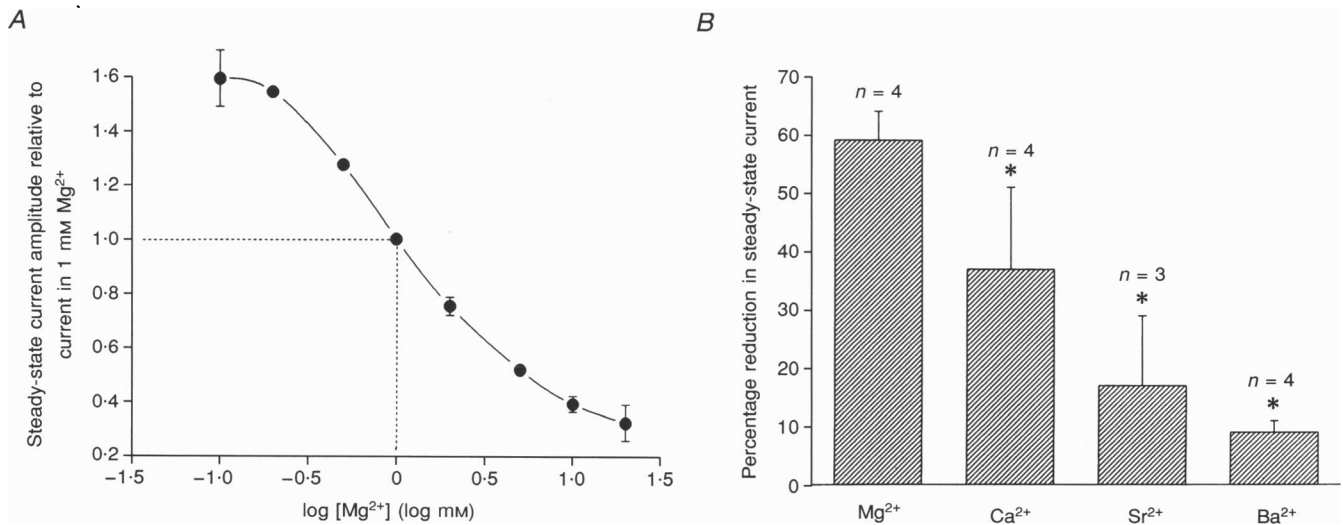 A
Steady-state current amplitude relative to
current in 1 mM Mg²⁺
1·6
1·4
1·2
1·0
0·8
0·6
0·4
0·2
−1·5
−1·0
−0·5
0
0·5
1·0
1·5
log [Mg²⁺] (log mM)
B
Percentage reduction in steady-state current
70
60
50
40
30
20
10
0
n = 4
n = 4
*
n = 3
*
n = 4
*
Mg²⁺
Ca²⁺
Sr²⁺
Ba²⁺